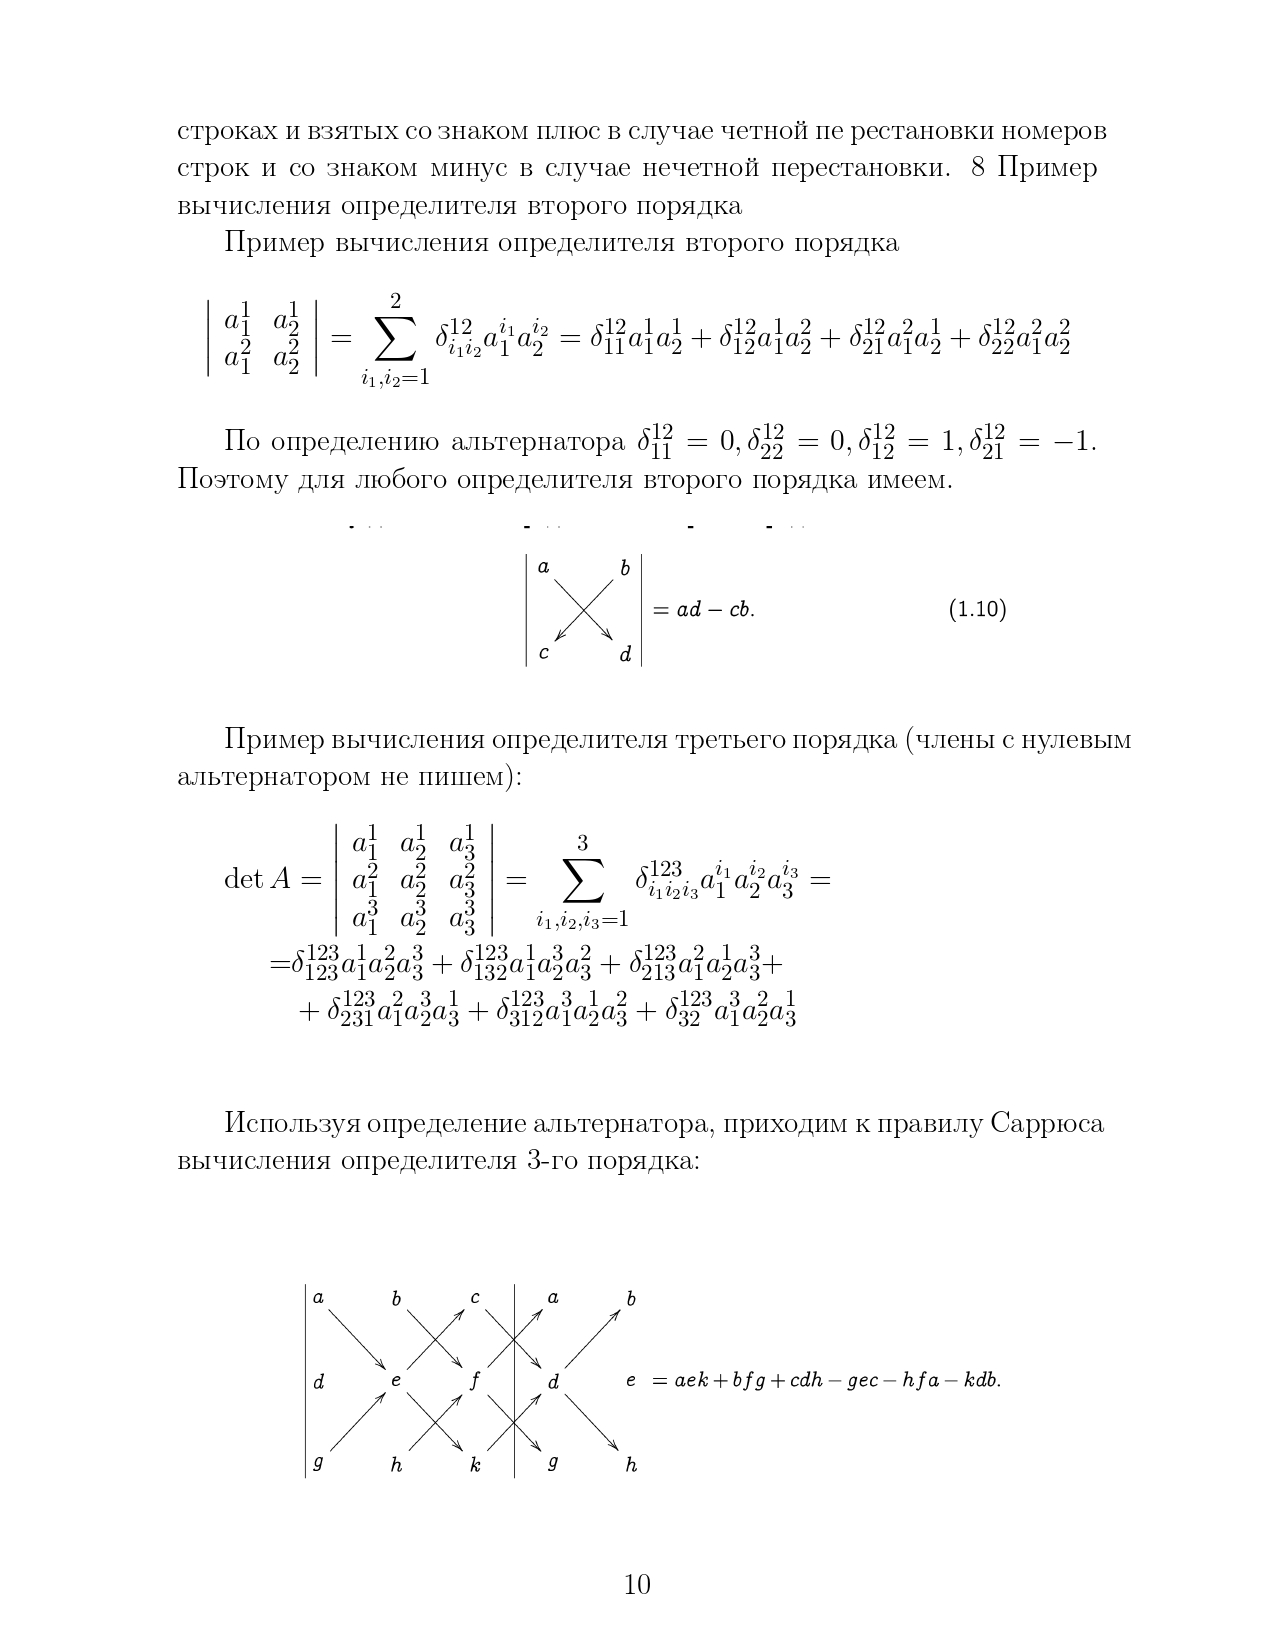 строках и взятых со знаком плюс в случае четной пе рестановки номеров
строк и со знаком минус в случае нечетной перестановки. 8 Пример
вычисления определителя второго порядка
Пример вычисления определителя второго порядка
$\begin{vmatrix} a_1^1 & a_2^1 \\ a_1^2 & a_2^2 \end{vmatrix} = \sum_{i_1,i_2=1}^{2} \delta_{i_1 i_2}^{12} a_1^{i_1} a_2^{i_2} = \delta_{11}^{12} a_1^1 a_2^1 + \delta_{12}^{12} a_1^1 a_2^2 + \delta_{21}^{12} a_1^2 a_2^1 + \delta_{22}^{12} a_1^2 a_2^2$
По определению альтернатора $\delta_{11}^{12} = 0, \delta_{22}^{12} = 0, \delta_{12}^{12} = 1, \delta_{21}^{12} = -1.$
Поэтому для любого определителя второго порядка имеем.
a b
= ad − cb. (1.10)
c d
Пример вычисления определителя третьего порядка (члены с нулевым
альтернатором не пишем):
$\det A = \begin{vmatrix} a_1^1 & a_2^1 & a_3^1 \\ a_1^2 & a_2^2 & a_3^2 \\ a_1^3 & a_2^3 & a_3^3 \end{vmatrix} = \sum_{i_1,i_2,i_3=1}^{3} \delta_{i_1 i_2 i_3}^{123} a_1^{i_1} a_2^{i_2} a_3^{i_3} =$
$= \delta_{123}^{123} a_1^1 a_2^2 a_3^3 + \delta_{132}^{123} a_1^1 a_2^3 a_3^2 + \delta_{213}^{123} a_1^2 a_2^1 a_3^3 +$
$+ \delta_{231}^{123} a_1^2 a_2^3 a_3^1 + \delta_{312}^{123} a_1^3 a_2^1 a_3^2 + \delta_{32}^{123} a_1^3 a_2^2 a_3^1$
Используя определение альтернатора, приходим к правилу Саррюса
вычисления определителя 3-го порядка:
a b c a b
d e f d e = aek + bfg + cdh − gec − hfa − kdb.
g h k g h
10